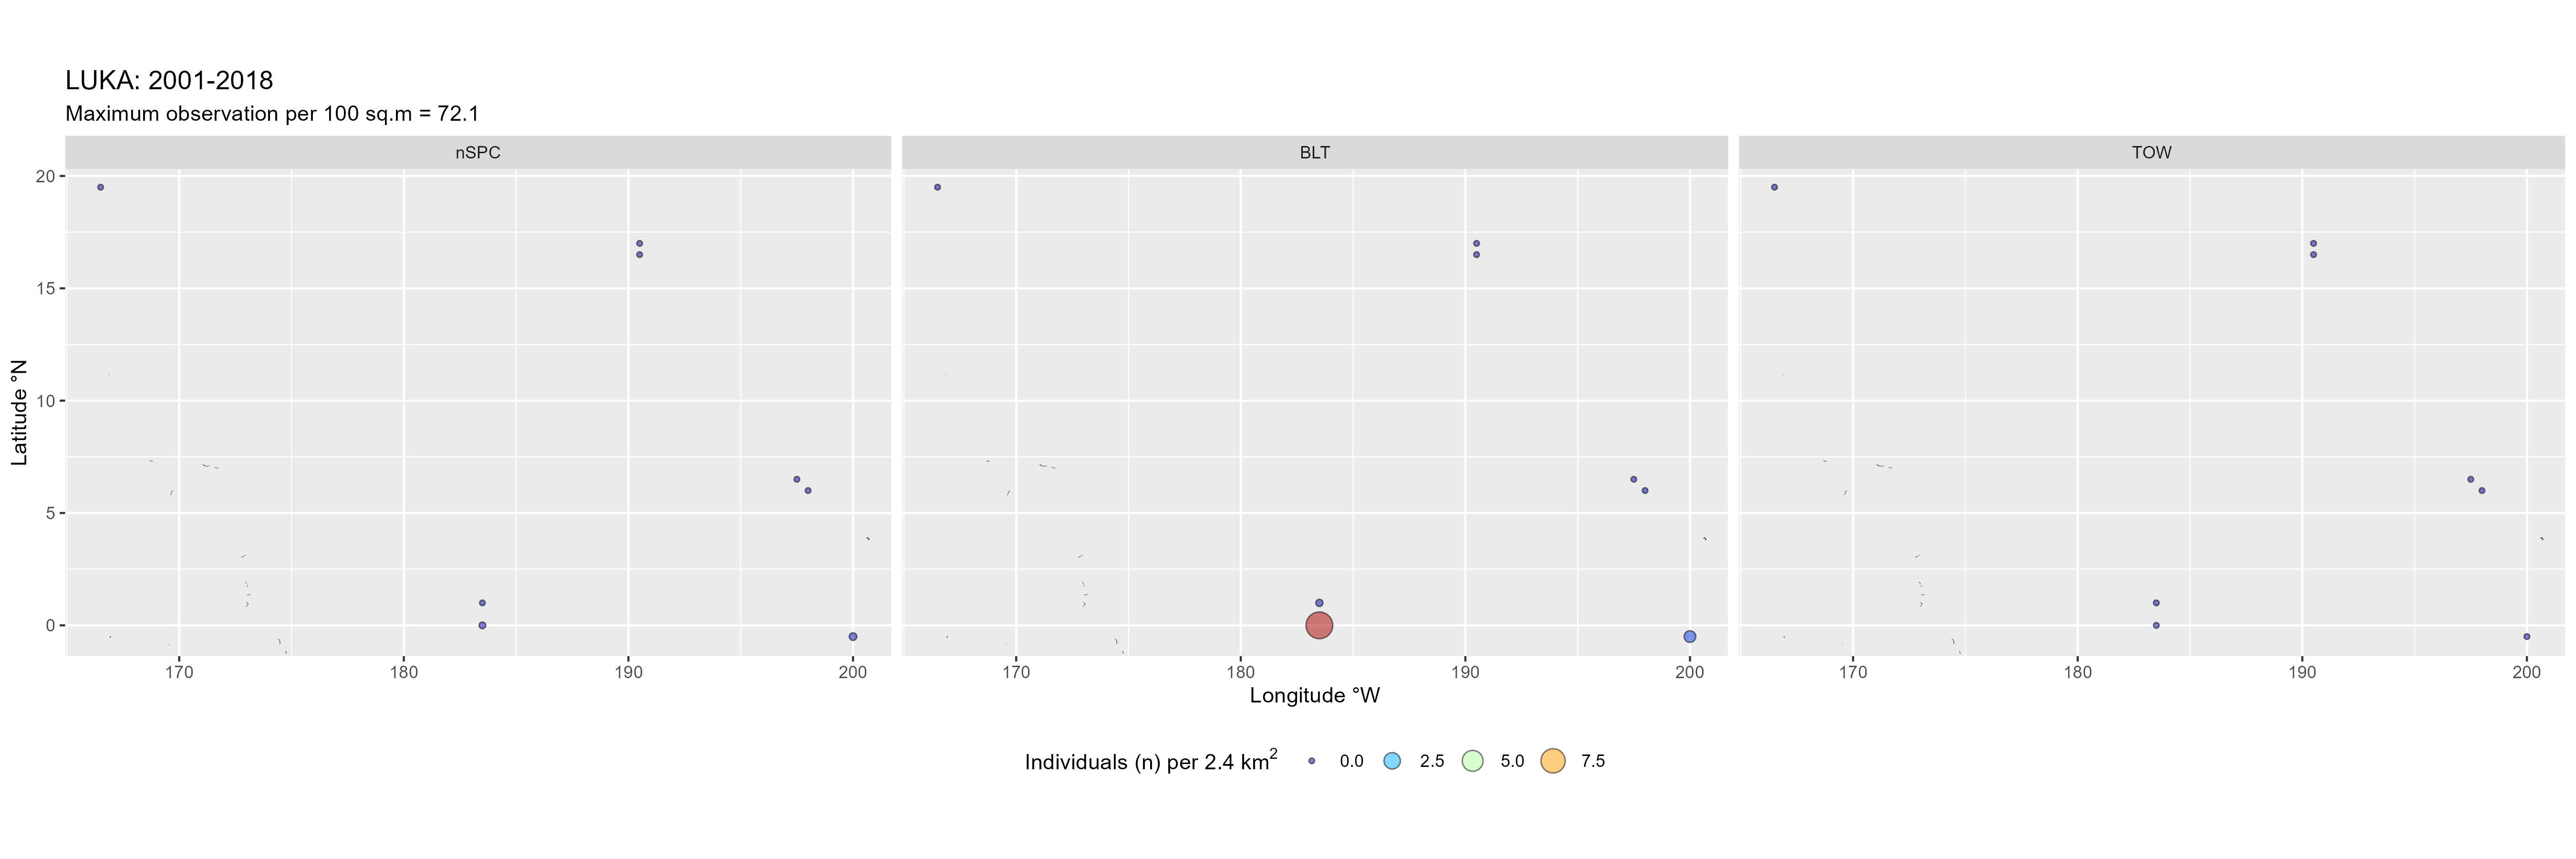 LUKA: 2001-2018
Maximum observation per 100 sq.m = 72.1
nSPC BLT TOW
Latitude °N
20
15
10
5
0
170 180 190 200 170 180 190 200 170 180 190 200
Longitude °W
Individuals (n) per 2.4 km² 0.0 2.5 5.0 7.5